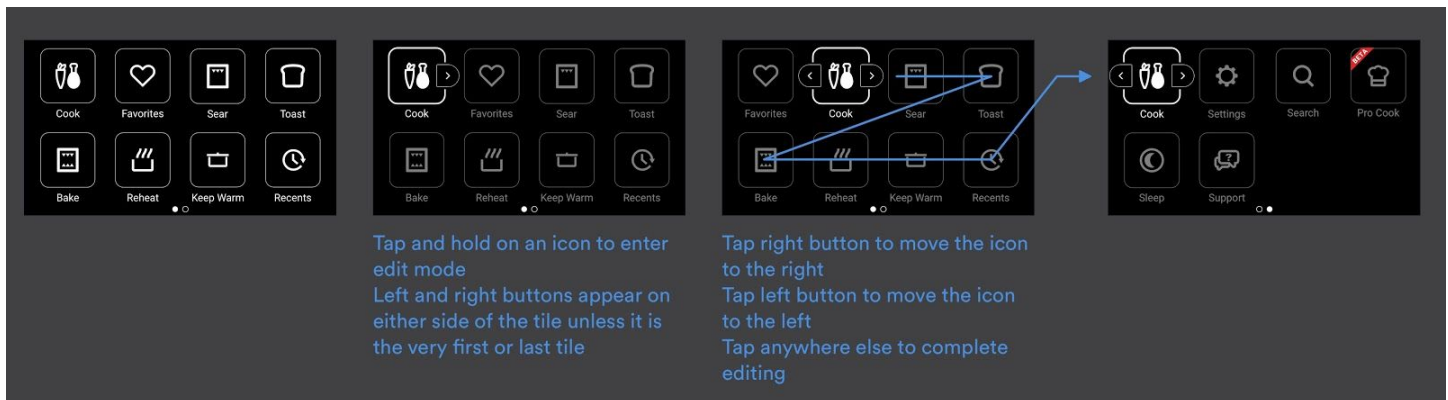 Cook Favorites Sear Toast
Bake Reheat Keep Warm Recents
Cook Favorites Sear Toast
Bake Reheat Keep Warm Recents
Tap and hold on an icon to enter
edit mode
Left and right buttons appear on
either side of the tile unless it is
the very first or last tile
Favorites Cook Sear Toast
Bake Reheat Keep Warm Recents
Tap right button to move the icon
to the right
Tap left button to move the icon
to the left
Tap anywhere else to complete
editing
BETA
Cook Settings Search Pro Cook
Sleep Support